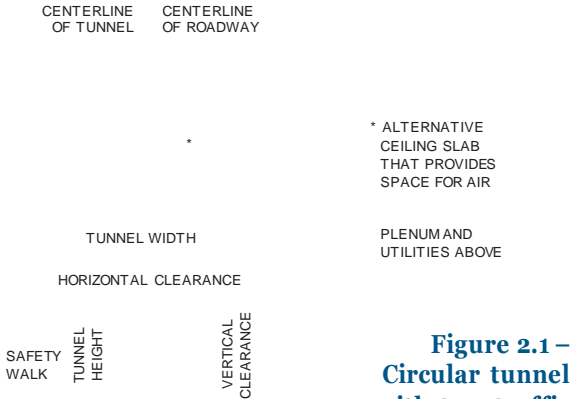 CENTERLINE
OF TUNNEL
CENTERLINE
OF ROADWAY
*
* ALTERNATIVE
CEILING SLAB
THAT PROVIDES
SPACE FOR AIR
PLENUM AND
UTILITIES ABOVE
TUNNEL WIDTH
HORIZONTAL CLEARANCE
SAFETY
WALK
TUNNEL
HEIGHT
VERTICAL
CLEARANCE
Figure 2.1 –
Circular tunnel